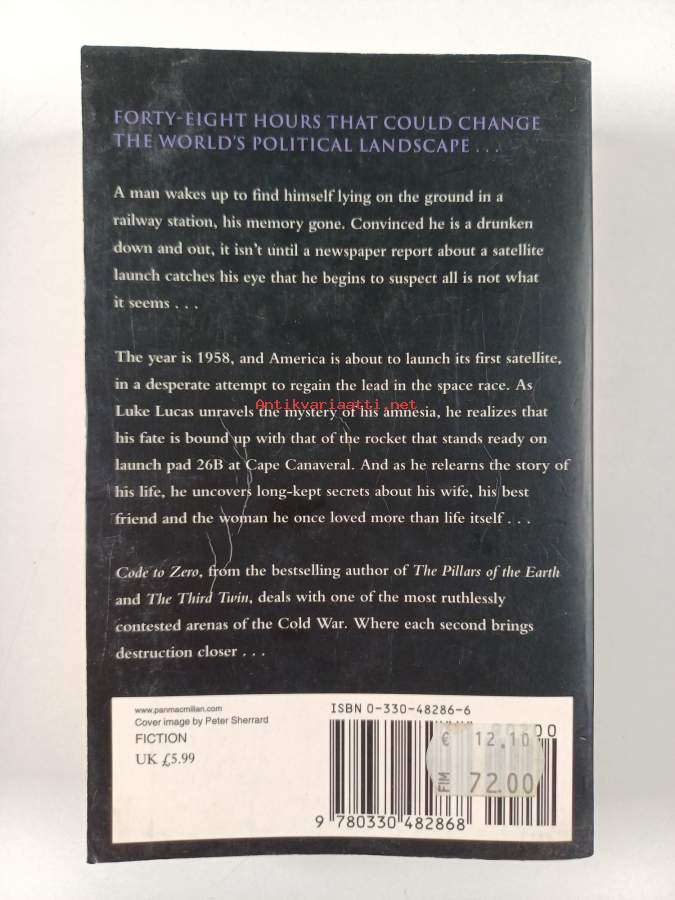 FORTY-EIGHT HOURS THAT COULD CHANGE
THE WORLD'S POLITICAL LANDSCAPE . . .
A man wakes up to find himself lying on the ground in a
railway station, his memory gone. Convinced he is a drunken
down and out, it isn't until a newspaper report about a satellite
launch catches his eye that he begins to suspect all is not what
it seems . . .
The year is 1958, and America is about to launch its first satellite,
in a desperate attempt to regain the lead in the space race. As
Antikvariaatti.net
Luke Lucas unravels the mystery of his amnesia, he realizes that
his fate is bound up with that of the rocket that stands ready on
launch pad 26B at Cape Canaveral. And as he relearns the story of
his life, he uncovers long-kept secrets about his wife, his best
friend and the woman he once loved more than life itself . . .
Code to Zero, from the bestselling author of The Pillars of the Earth
and The Third Twin, deals with one of the most ruthlessly
contested arenas of the Cold War. Where each second brings
destruction closer . . .
www.panmacmillan.com
Cover image by Peter Sherrard
FICTION
UK £5.99
ISBN 0-330-48286-6
€ 12.10
FIM 72.00
9 780330 482868